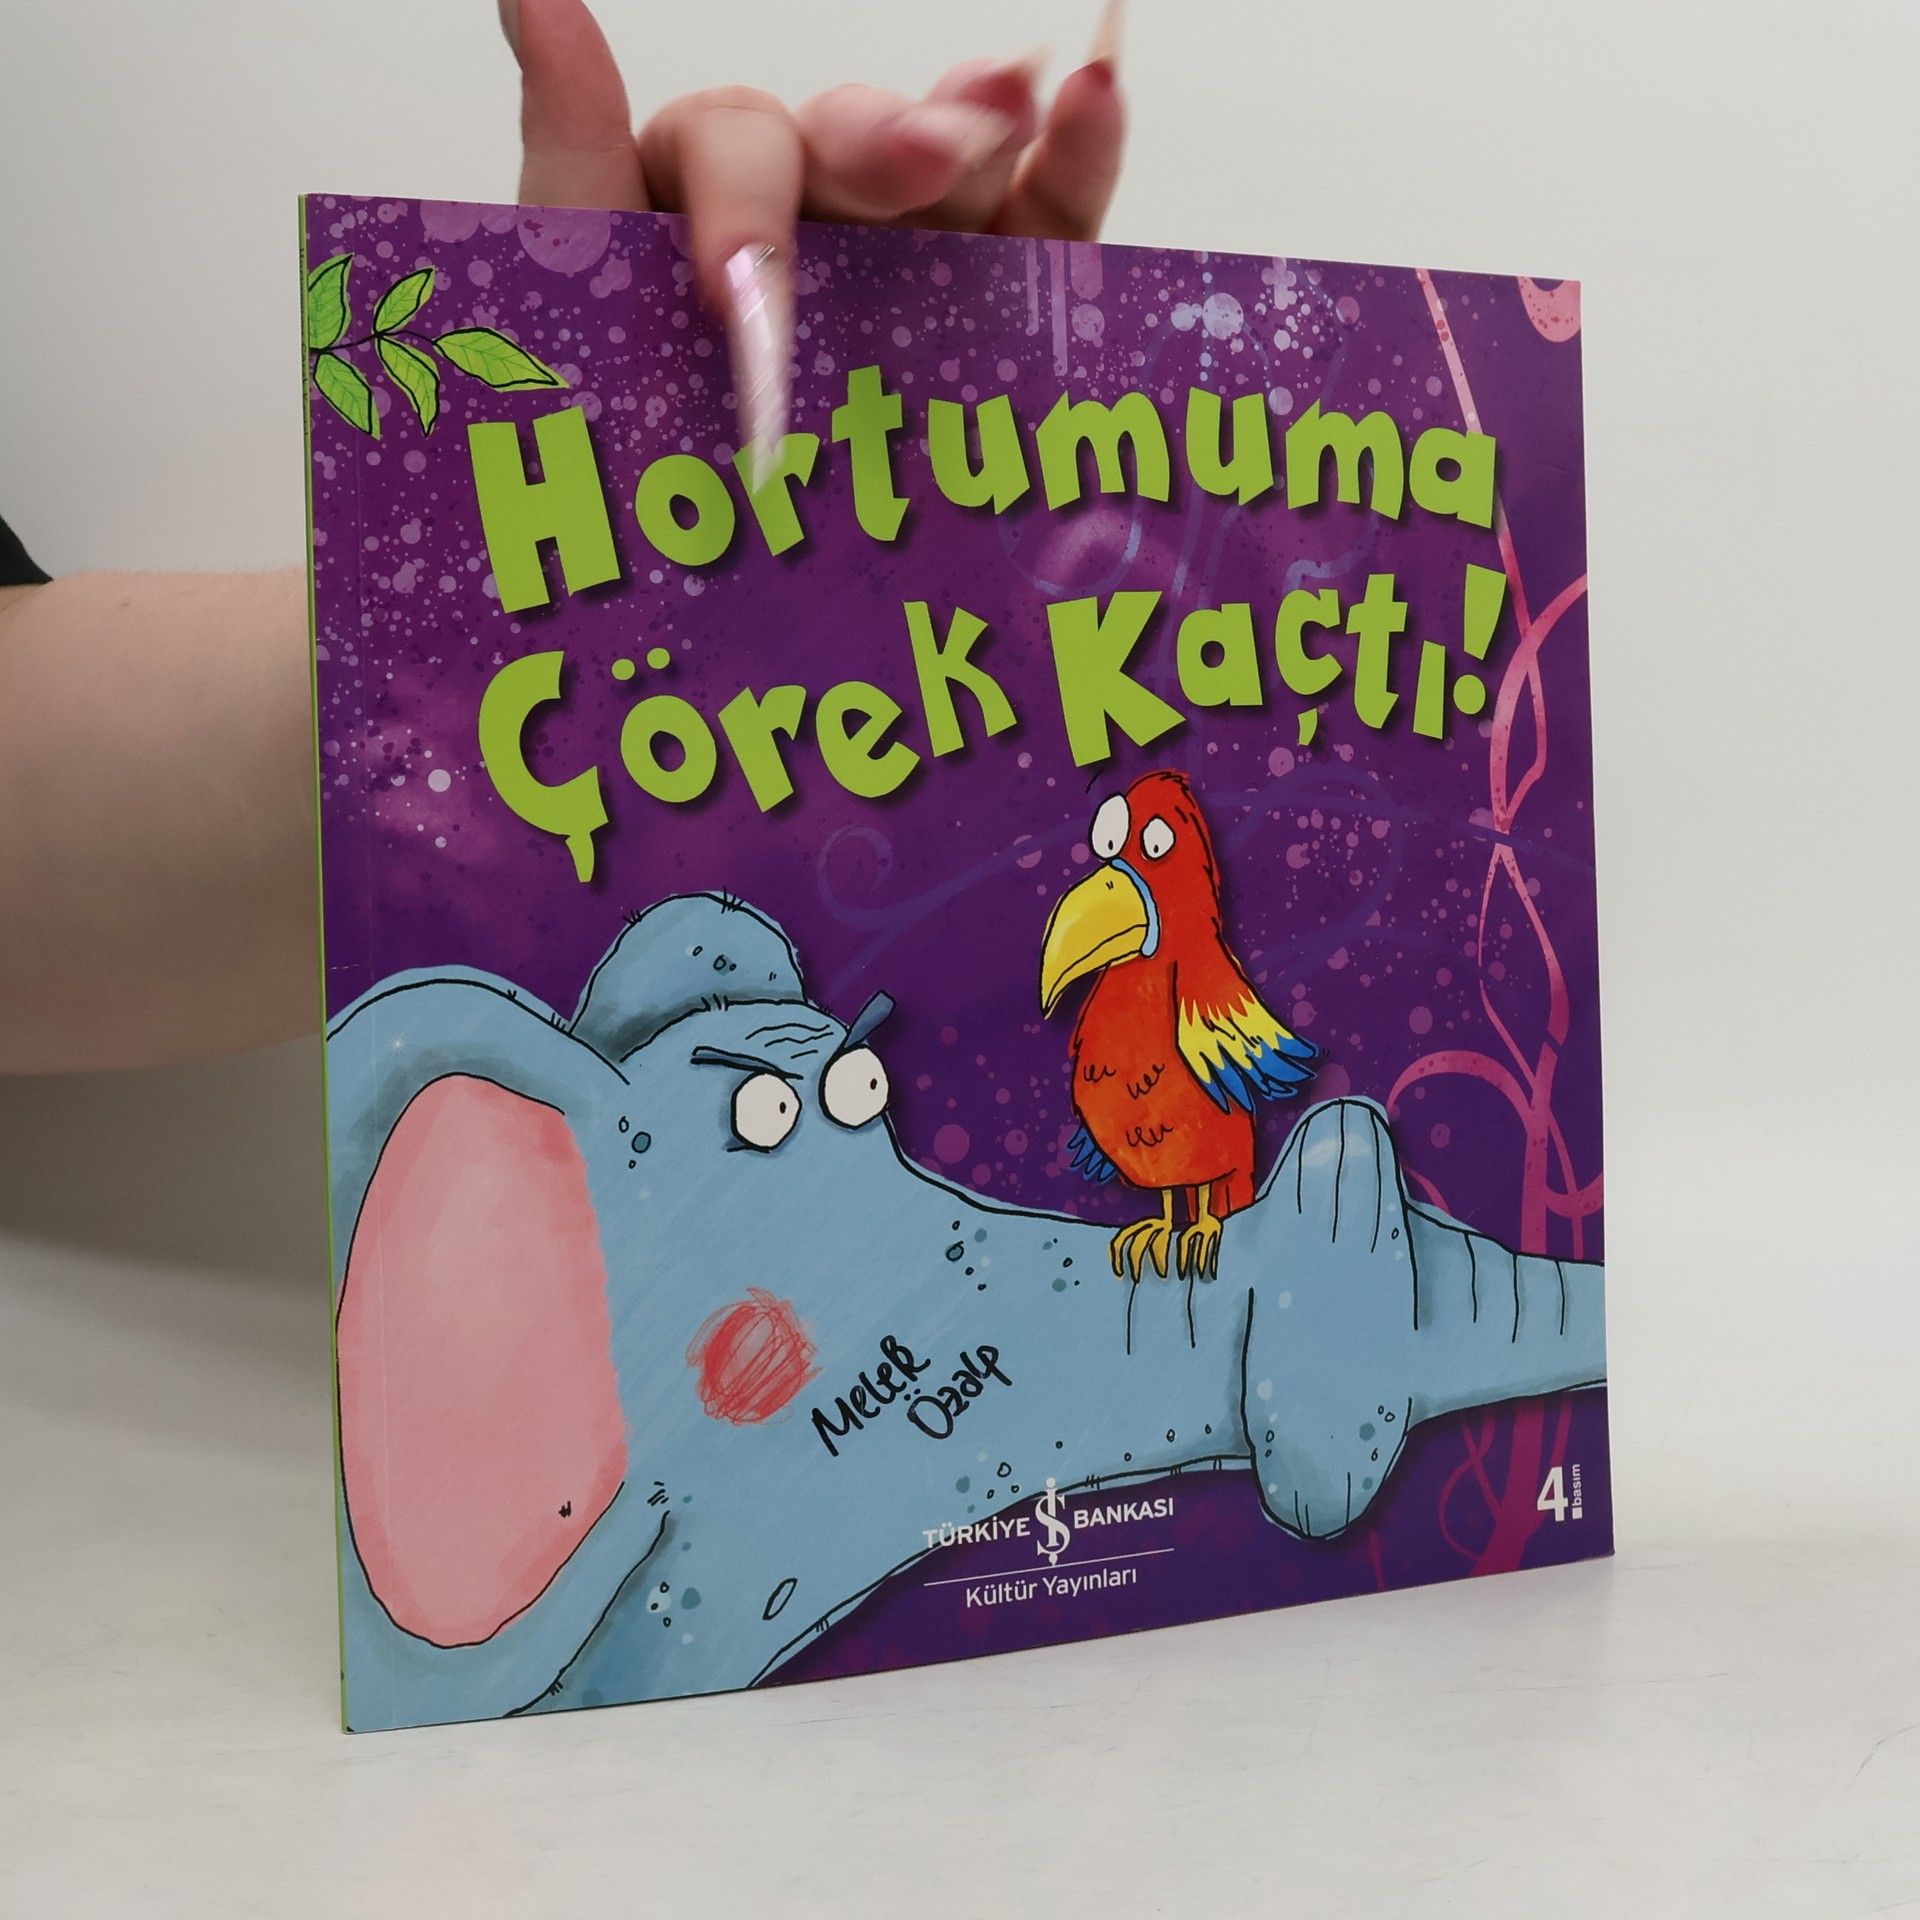 Hortumuma
Çörek Kaçtı!
Melek
Özalp
TÜRKİYE İŞ BANKASI
Kültür Yayınları
4. basım